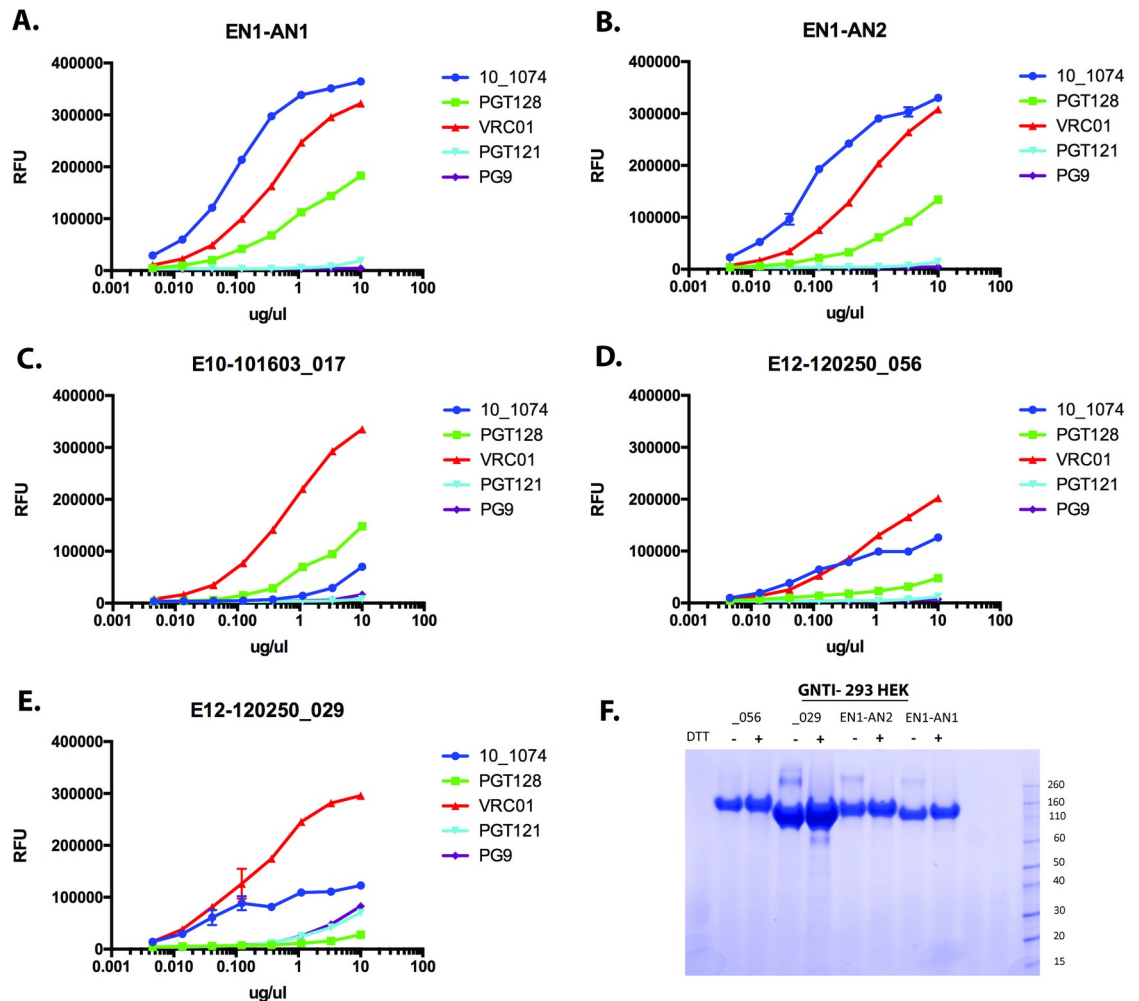 A.
EN1-AN1
400000
300000
200000
100000
0
RFU
0.001 0.010 0.100 1 10 100
ug/ul
10_1074
PGT128
VRC01
PGT121
PG9
B.
EN1-AN2
400000
300000
200000
100000
0
RFU
0.001 0.010 0.100 1 10 100
ug/ul
10_1074
PGT128
VRC01
PGT121
PG9
C.
E10-101603_017
400000
300000
200000
100000
0
RFU
0.001 0.010 0.100 1 10 100
ug/ul
10_1074
PGT128
VRC01
PGT121
PG9
D.
E12-120250_056
400000
300000
200000
100000
0
RFU
0.001 0.010 0.100 1 10 100
ug/ul
10_1074
PGT128
VRC01
PGT121
PG9
E.
E12-120250_029
400000
300000
200000
100000
0
RFU
0.001 0.010 0.100 1 10 100
ug/ul
10_1074
PGT128
VRC01
PGT121
PG9
F.
GNTI- 293 HEK
_056 _029 EN1-AN2 EN1-AN1
DTT - + - + - + - +
260
160
110
60
50
40
30
20
15